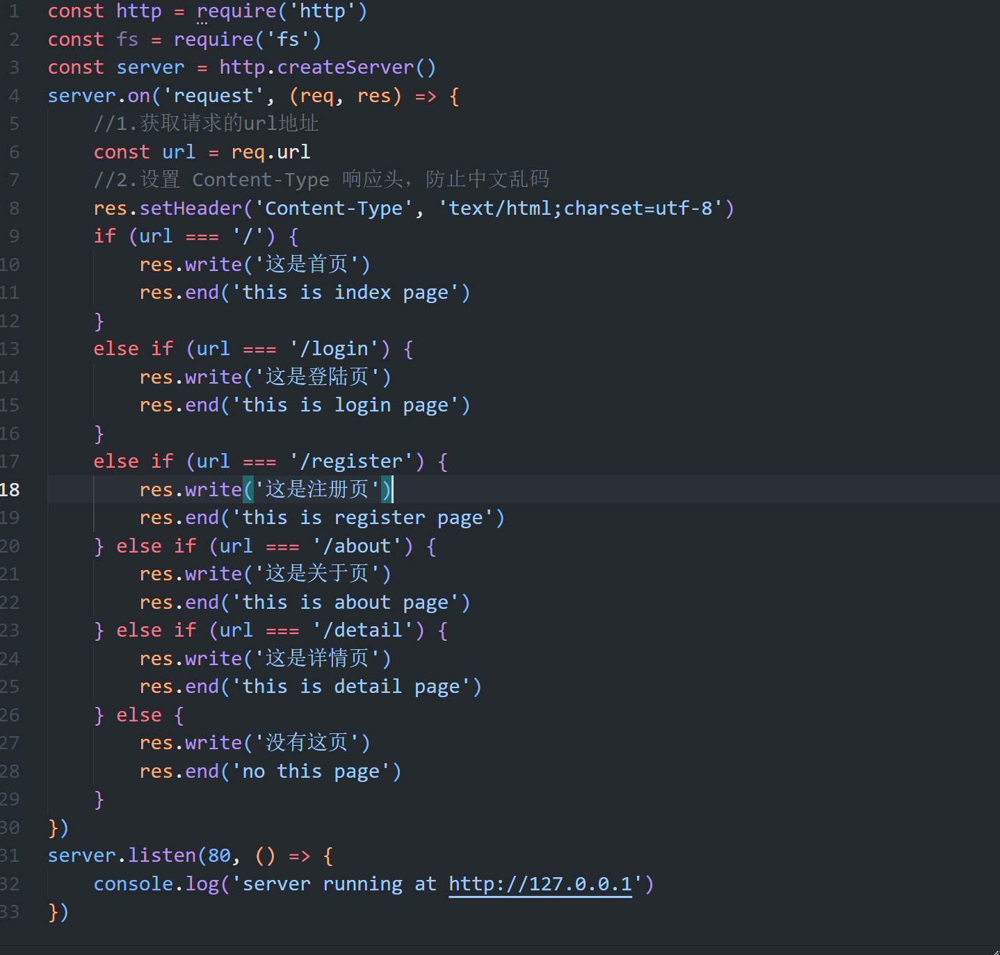 1 const http = require('http')
2 const fs = require('fs')
3 const server = http.createServer()
4 server.on('request', (req, res) => {
5     //1.获取请求的url地址
6     const url = req.url
7     //2.设置 Content-Type 响应头，防止中文乱码
8     res.setHeader('Content-Type', 'text/html;charset=utf-8')
9     if (url === '/') {
10         res.write('这是首页')
11         res.end('this is index page')
12     }
13     else if (url === '/login') {
14         res.write('这是登陆页')
15         res.end('this is login page')
16     }
17     else if (url === '/register') {
18         res.write('这是注册页')
19         res.end('this is register page')
20     } else if (url === '/about') {
21         res.write('这是关于页')
22         res.end('this is about page')
23     } else if (url === '/detail') {
24         res.write('这是详情页')
25         res.end('this is detail page')
26     } else {
27         res.write('没有这页')
28         res.end('no this page')
29     }
30 })
31 server.listen(80, () => {
32     console.log('server running at http://127.0.0.1')
33 })